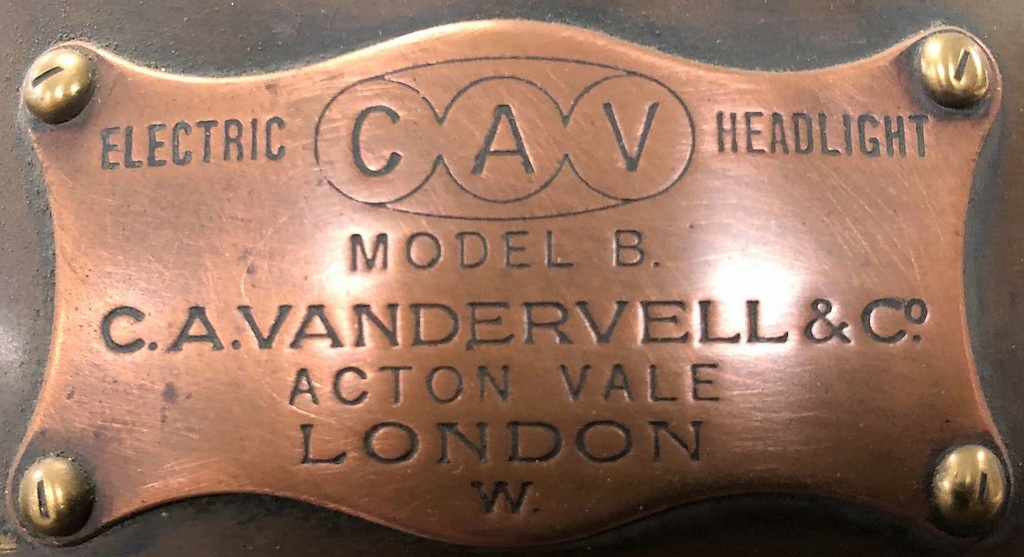 ELECTRIC CAV HEADLIGHT
MODEL B.
C.A.VANDERVELL & Cº.
ACTON VALE
LONDON
W.